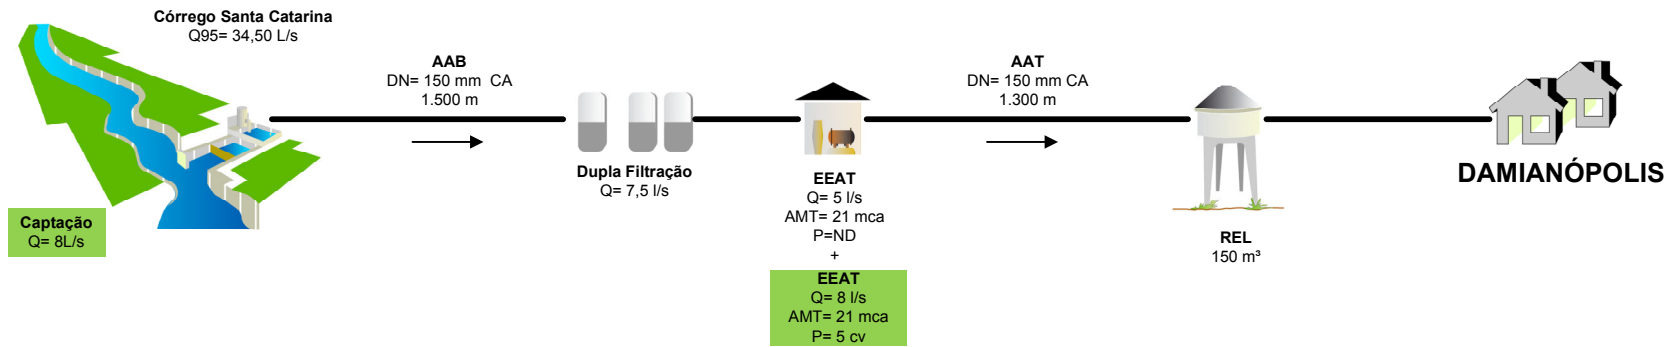 Córrego Santa Catarina
Q95= 34,50 L/s
Captação
Q= 8L/s
AAB
DN= 150 mm CA
1.500 m
Dupla Filtração
Q= 7,5 l/s
EEAT
Q= 5 l/s
AMT= 21 mca
P=ND
+
EEAT
Q= 8 l/s
AMT= 21 mca
P= 5 cv
AAT
DN= 150 mm CA
1.300 m
REL
150 m³
DAMIANÓPOLIS